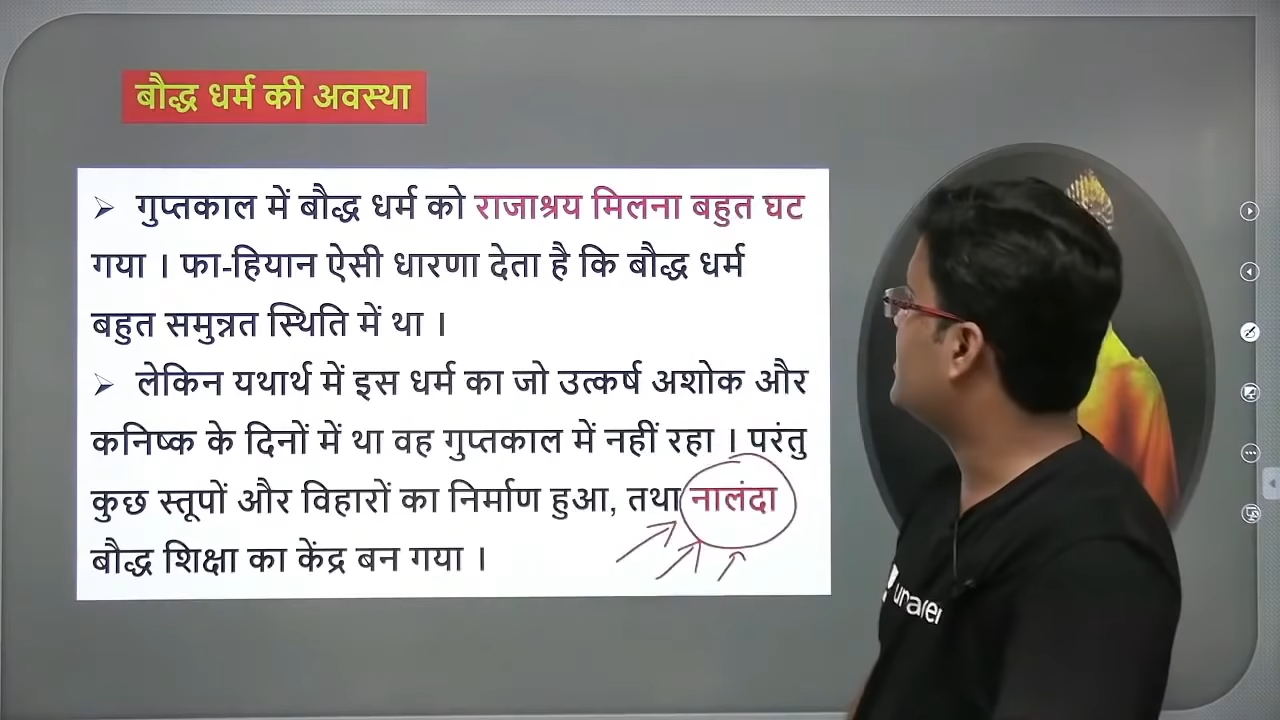 बौद्ध धर्म की अवस्था
➢ गुप्तकाल में बौद्ध धर्म को राजाश्रय मिलना बहुत घट
गया । फा-हियान ऐसी धारणा देता है कि बौद्ध धर्म
बहुत समुन्नत स्थिति में था ।
➢ लेकिन यथार्थ में इस धर्म का जो उत्कर्ष अशोक और
कनिष्क के दिनों में था वह गुप्तकाल में नहीं रहा । परंतु
कुछ स्तूपों और विहारों का निर्माण हुआ, तथा नालंदा
बौद्ध शिक्षा का केंद्र बन गया ।